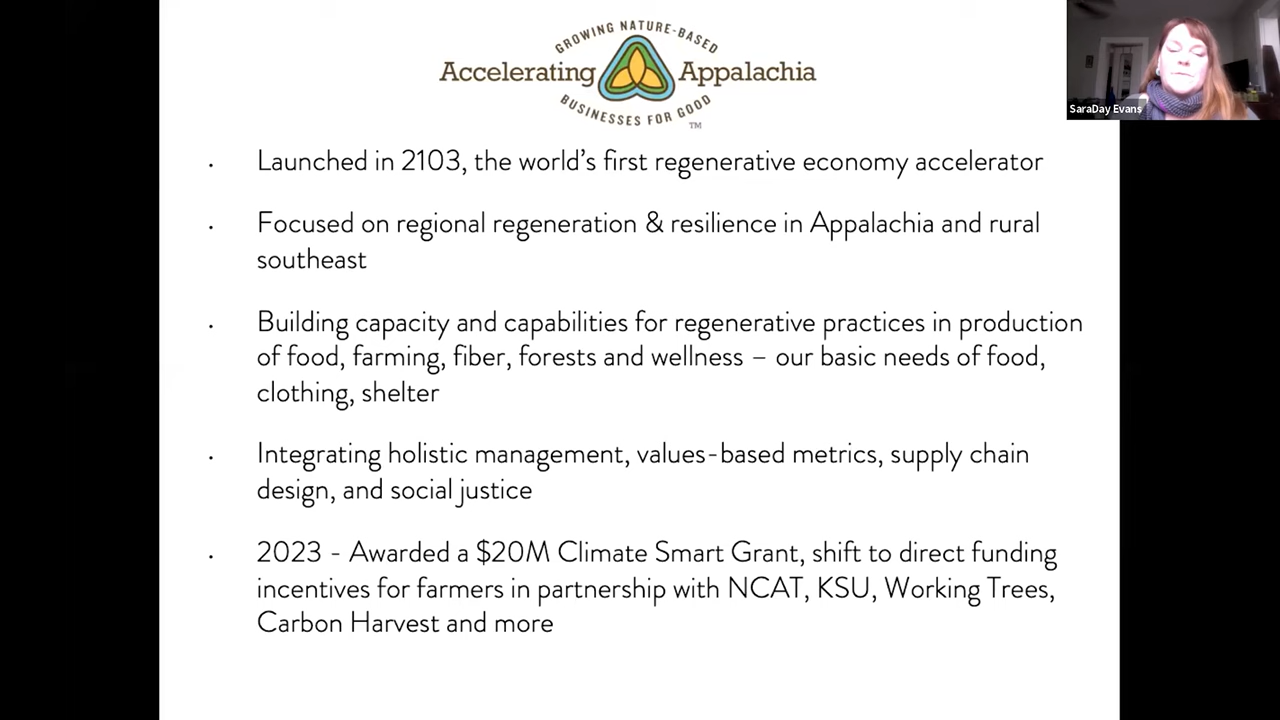 GROWING NATURE-BASED
Accelerating Appalachia
BUSINESSES FOR GOOD
TM
SaraDay Evans
· Launched in 2103, the world's first regenerative economy accelerator
· Focused on regional regeneration & resilience in Appalachia and rural
southeast
· Building capacity and capabilities for regenerative practices in production
of food, farming, fiber, forests and wellness – our basic needs of food,
clothing, shelter
· Integrating holistic management, values-based metrics, supply chain
design, and social justice
· 2023 - Awarded a $20M Climate Smart Grant, shift to direct funding
incentives for farmers in partnership with NCAT, KSU, Working Trees,
Carbon Harvest and more